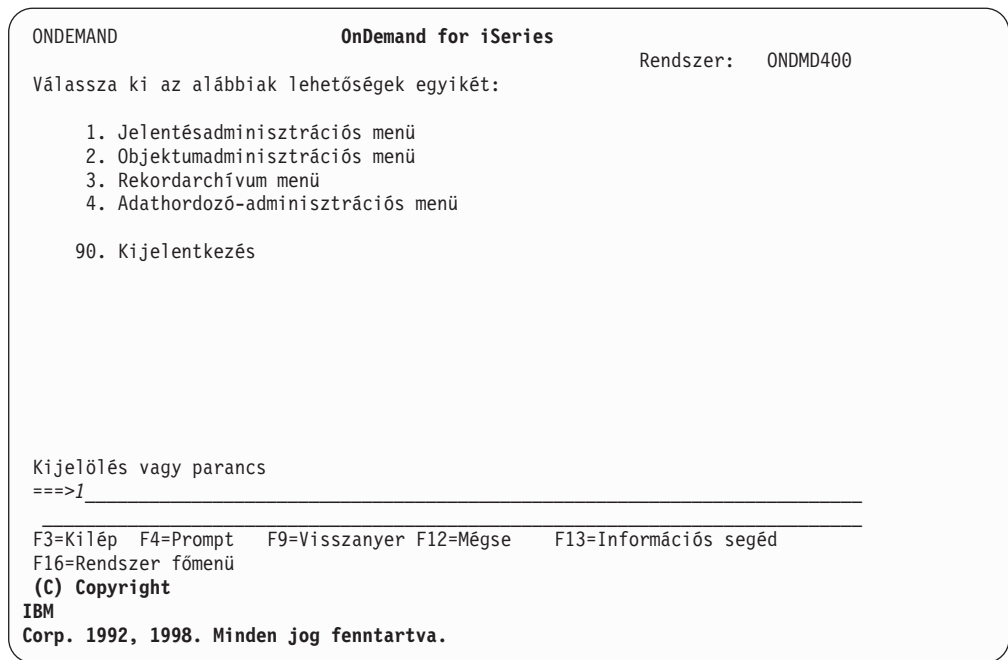 ONDEMAND OnDemand for iSeries
Rendszer: ONDMD400
Válassza ki az alábbiak lehetőségek egyikét:
1. Jelentésadminisztrációs menü
2. Objektumadminisztrációs menü
3. Rekordarchívum menü
4. Adathordozó-adminisztrációs menü
90. Kijelentkezés
Kijelölés vagy parancs
===>1
F3=Kilép F4=Prompt F9=Visszanyer F12=Mégse F13=Információs segéd
F16=Rendszer főmenü
(C) Copyright
IBM
Corp. 1992, 1998. Minden jog fenntartva.